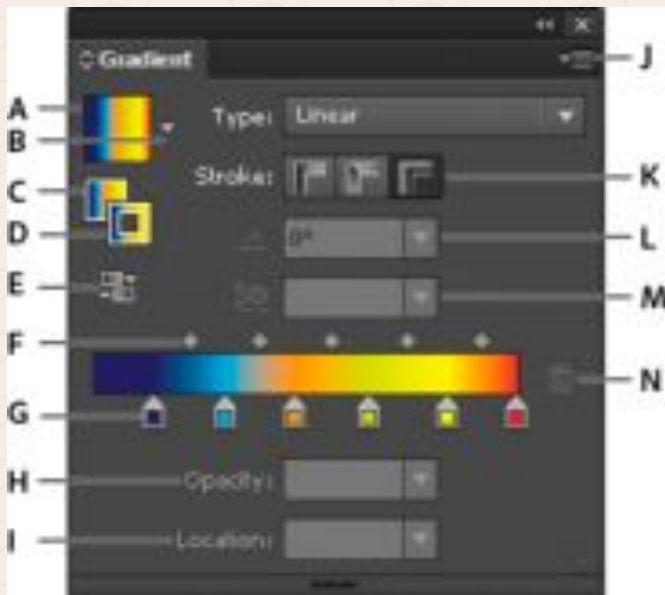 Gradient
J
A
Type: Linear
B
Stroke:
K
C
D
0°
L
E
M
F
N
G
H
Opacity:
I
Location: